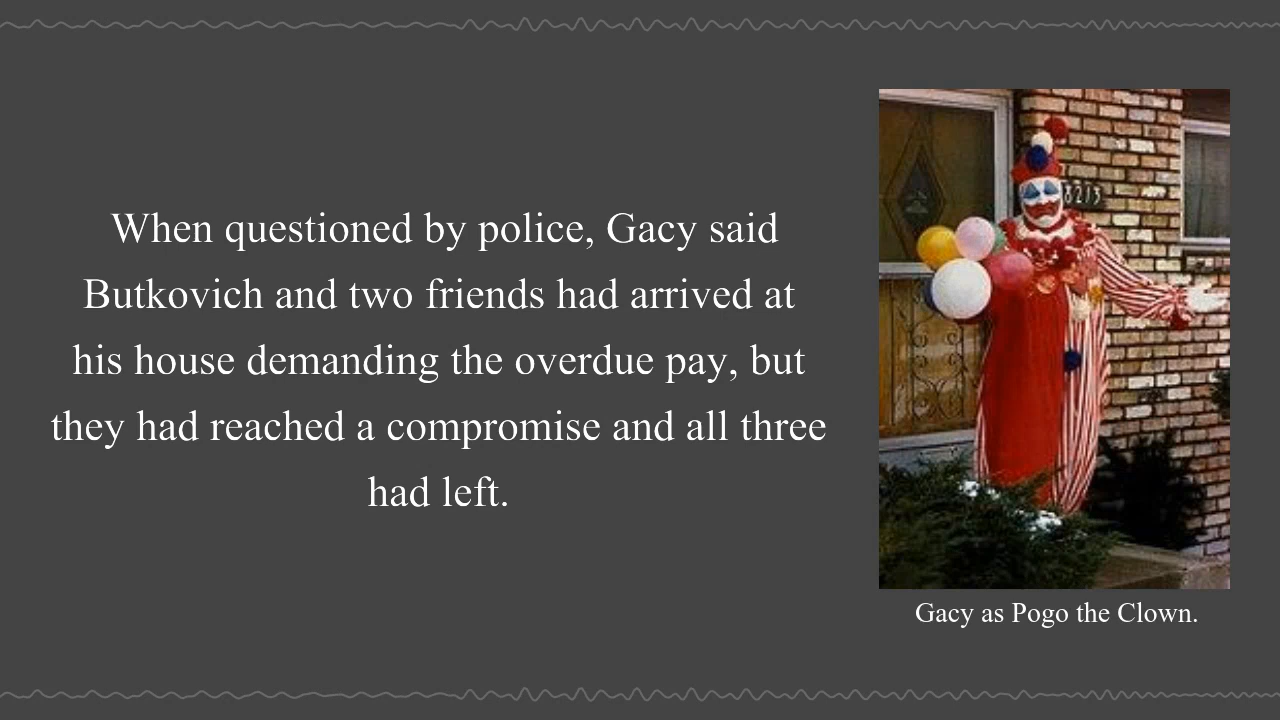 When questioned by police, Gacy said
Butkovich and two friends had arrived at
his house demanding the overdue pay, but
they had reached a compromise and all three
had left.
8213
Gacy as Pogo the Clown.